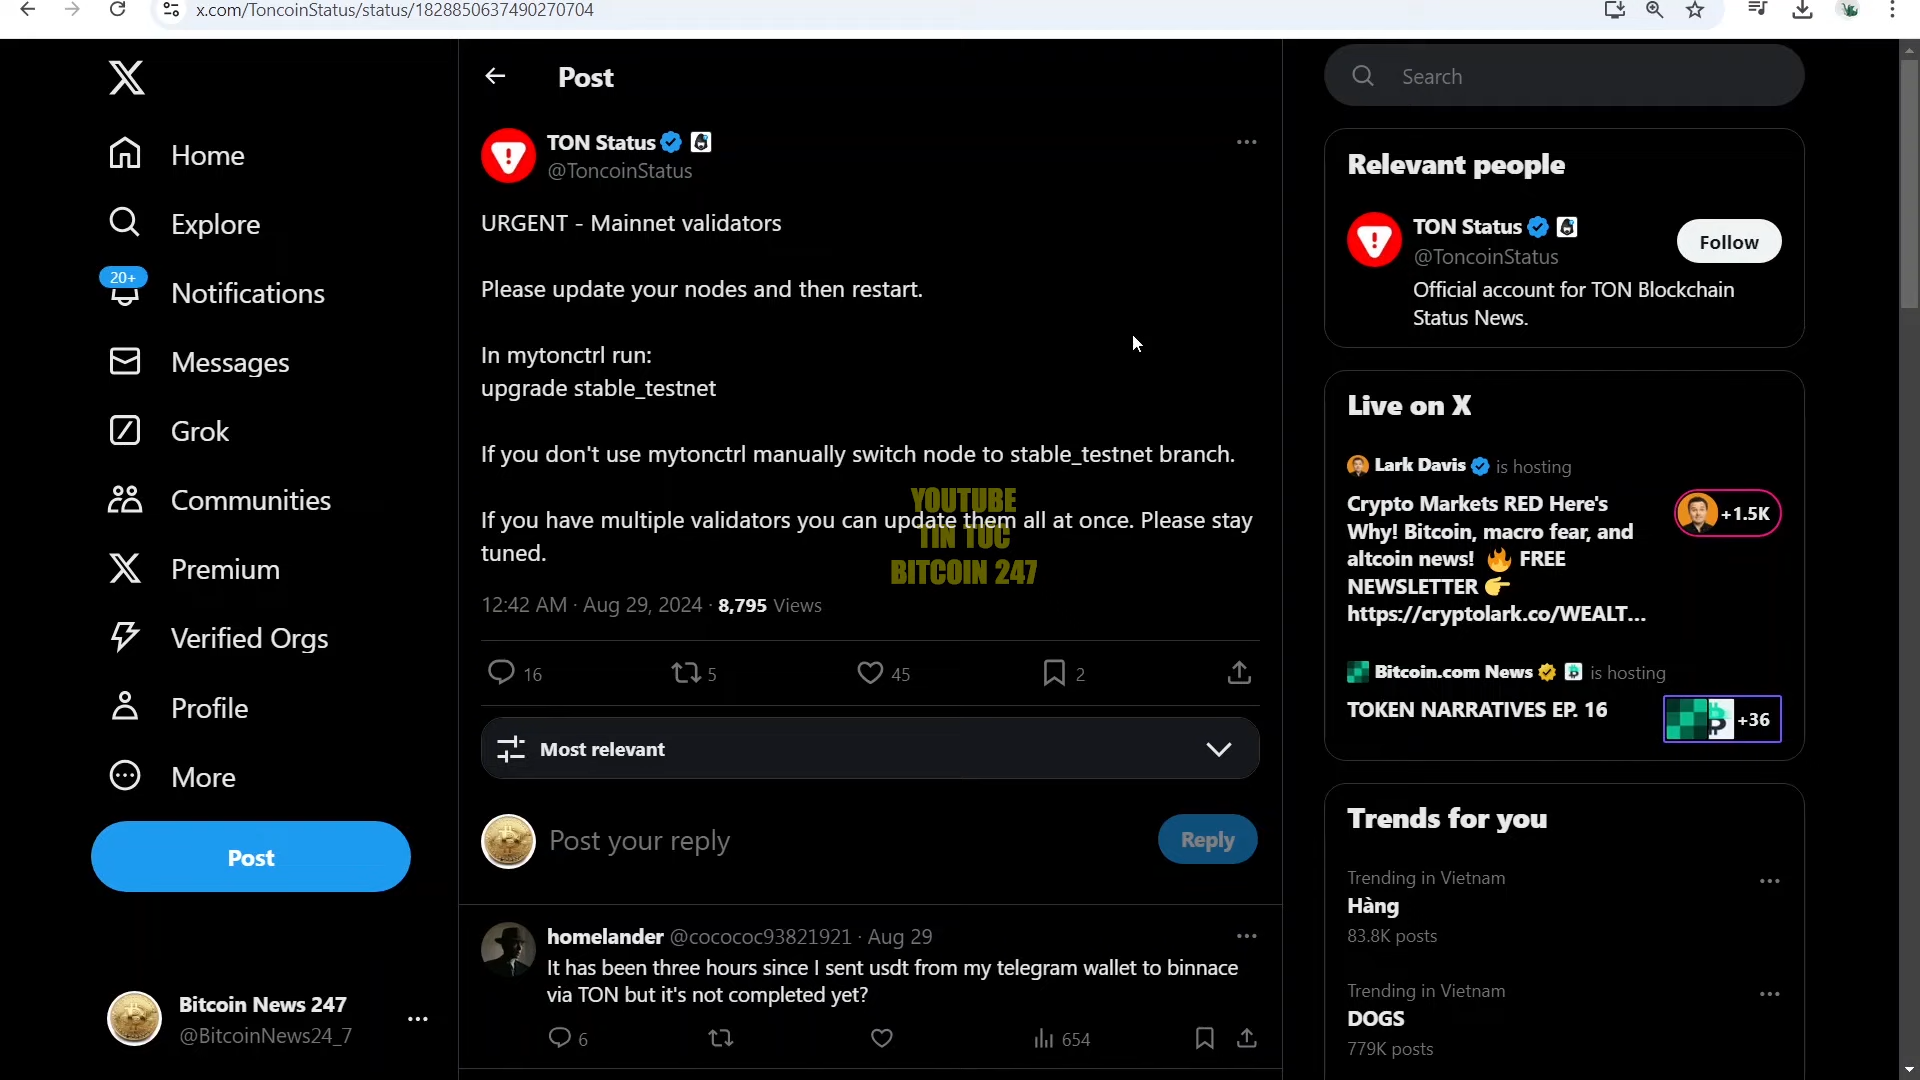 x.com/ToncoinStatus/status/1828850637490270704
Home
Explore
20+
Notifications
Messages
Grok
Communities
Premium
Verified Orgs
Profile
More
Post
Bitcoin News 247
@BitcoinNews24_7
Post
TON Status
@ToncoinStatus
URGENT - Mainnet validators
Please update your nodes and then restart.
In mytonctrl run:
upgrade stable_testnet
If you don't use mytonctrl manually switch node to stable_testnet branch.
If you have multiple validators you can update them all at once. Please stay
tuned.
YOUTUBE
TIN TUC
BITCOIN 247
12:42 AM · Aug 29, 2024 · 8,795 Views
16
5
45
2
Most relevant
Post your reply
Reply
homelander @cocococ93821921 · Aug 29
It has been three hours since I sent usdt from my telegram wallet to binnace
via TON but it's not completed yet?
6
654
Search
Relevant people
TON Status
@ToncoinStatus
Follow
Official account for TON Blockchain
Status News.
Live on X
Lark Davis is hosting
Crypto Markets RED Here's
Why! Bitcoin, macro fear, and
altcoin news! 🔥 FREE
NEWSLETTER 👉
https://cryptolark.co/WEALT...
+1.5K
Bitcoin.com News is hosting
TOKEN NARRATIVES EP. 16
+36
Trends for you
Trending in Vietnam
Hàng
83.8K posts
Trending in Vietnam
DOGS
779K posts